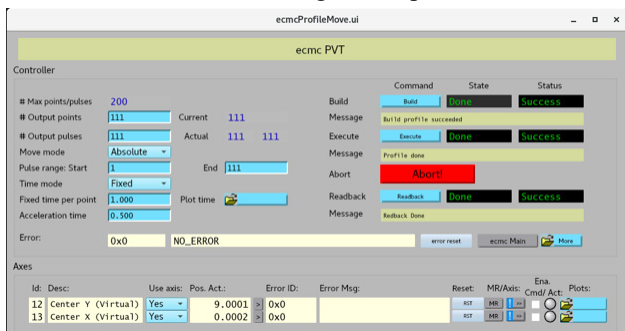 ecmcProfileMove.ui
ecmc PVT
Controller
Command State Status
# Max points/pulses 200 Build Build Done Success
# Output points 111 Current 111 Message Build profile succeeded
# Output pulses 111 Actual 111 111 Execute Execute Done Success
Move mode Absolute Message Profile done
Pulse range: Start 1 End 111 Abort Abort!
Time mode Fixed
Fixed time per point 1.000 Plot time Readback Readback Done Success
Acceleration time 0.500 Message Redback Done
Error: 0x0 NO_ERROR error reset ecmc Main More
Axes
Id: Desc: Use axis: Pos. Act.: Error ID: Error Msg: Reset: MR/Axis: Ena. Cmd/ Act: Plots:
12 Center Y (Virtual) Yes 9.0001 > 0x0 RST MR
13 Center X (Virtual) Yes 0.0002 > 0x0 RST MR